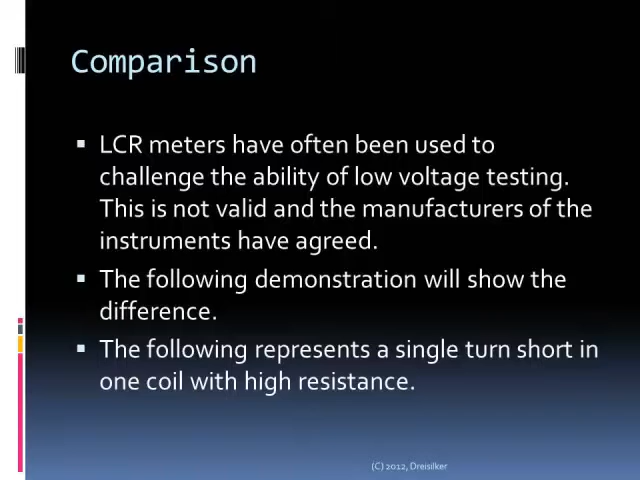 Comparison
LCR meters have often been used to
challenge the ability of low voltage testing.
This is not valid and the manufacturers of the
instruments have agreed.
The following demonstration will show the
difference.
The following represents a single turn short in
one coil with high resistance.
(C) 2012, Dreisilker